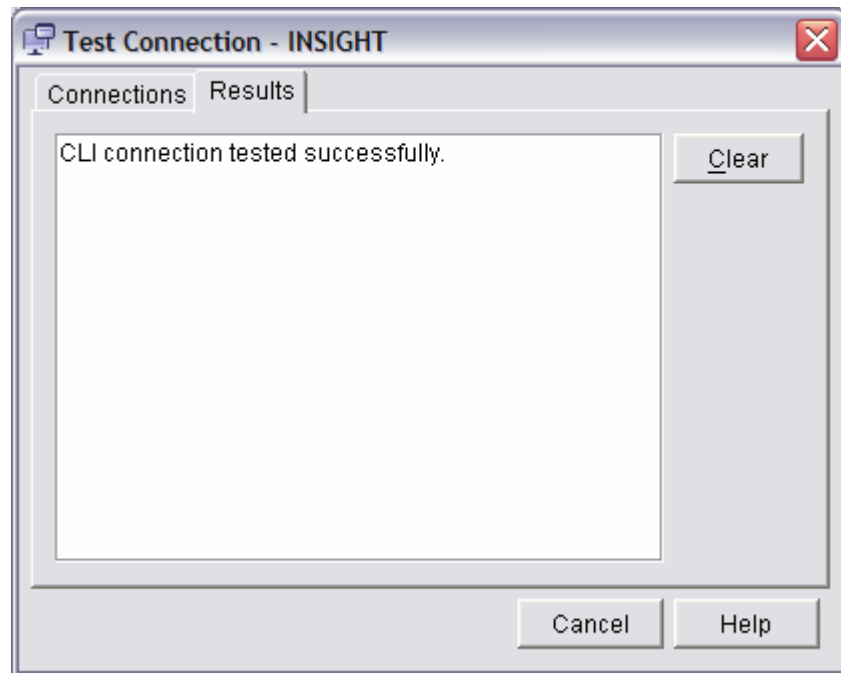 Test Connection - INSIGHT
Connections Results
CLI connection tested successfully.
Clear
Cancel Help